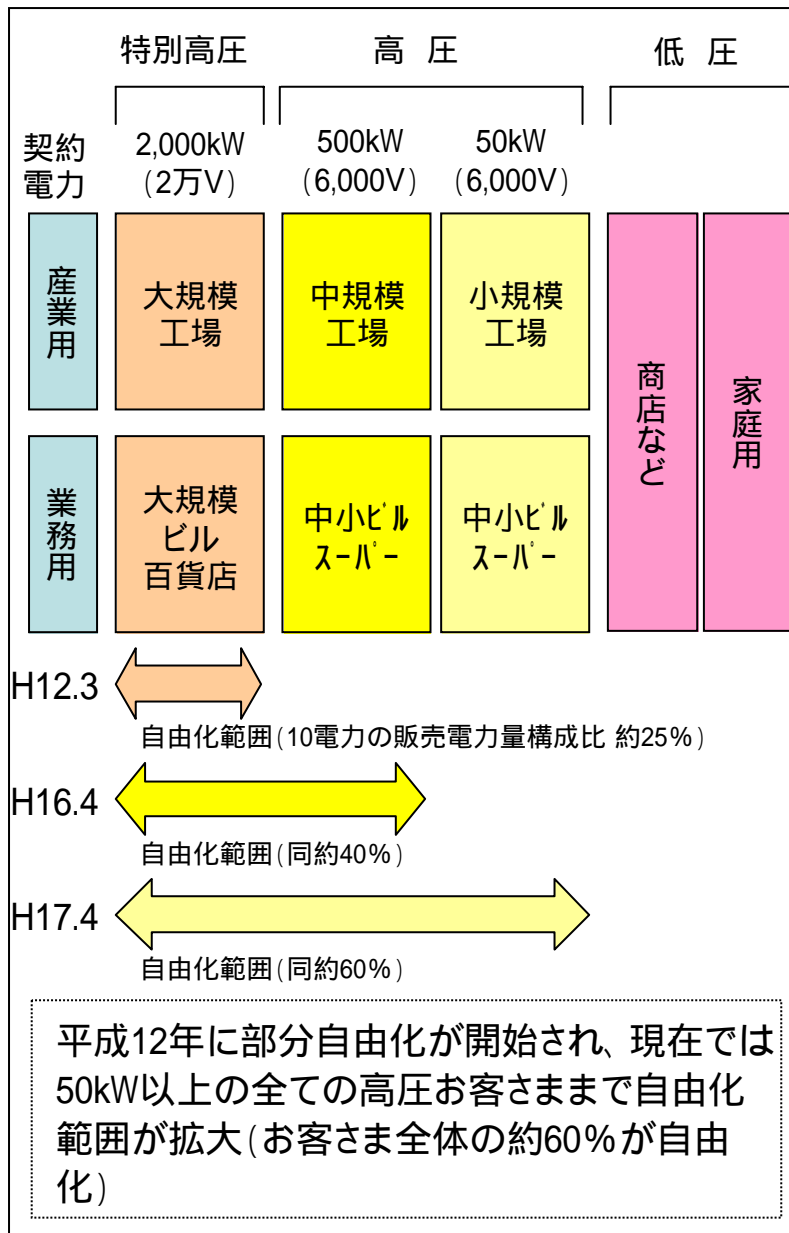 特別高圧
高 圧
低 圧
契約
電力
2,000kW
(2万V)
500kW
(6,000V)
50kW
(6,000V)
産業用
大規模
工場
中規模
工場
小規模
工場
商店など
家庭用
業務用
大規模
ビル
百貨店
中小ﾋﾞﾙ
ｽｰﾊﾟｰ
中小ﾋﾞﾙ
ｽｰﾊﾟｰ
H12.3
自由化範囲(10電力の販売電力量構成比 約25%)
H16.4
自由化範囲(同約40%)
H17.4
自由化範囲(同約60%)
平成12年に部分自由化が開始され、現在では
50kW以上の全ての高圧お客さままで自由化
範囲が拡大(お客さま全体の約60%が自由
化)